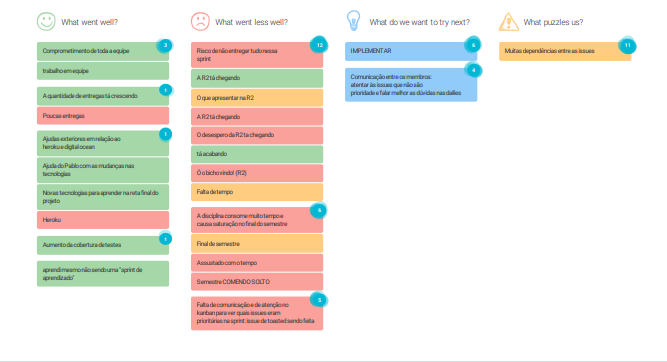 What went well?
Comprometimento de toda a equipe
3
trabalho em equipe
A quantidade de entregas tá crescendo
1
Poucas entregas
Ajudas exteriores em relação ao
heroku e digital ocean
1
Ajuda do Pablo com as mudanças nas
tecnologias
Novas tecnologias para aprender na reta final do
projeto
Heroku
Aumento da cobertura de testes
1
aprendi mesmo não sendo uma "sprint de
aprendizado"
What went less well?
Risco de não entregar tudo nessa
sprint
13
A R2 tá chegando
O que apresentar na R2
A R2 tá chegando
O desespero da R2 ta chegando
tá acabando
Ó o bicho vindo! (R2)
Falta de tempo
A disciplina consome muito tempo e
causa saturação no final do semestre
5
Final de semestre
Assustado com o tempo
Semestre COMENDO SOLTO
Falta de comunicação e de atenção no
kanban para ver quais issues eram
prioritárias na sprint: issue de toasted sendo feita
What do we want to try next?
IMPLEMENTAR
6
Comunicação entre os membros:
atentar às issues que não são
prioridade e falar melhor as dúvidas nas dailies
4
What puzzles us?
Muitas dependências entre as issues
11